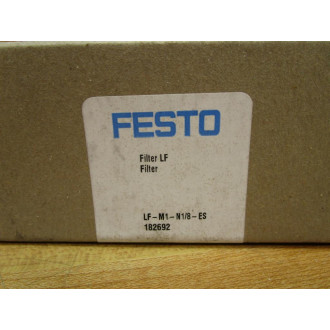 FESTO
Filter LF
Filter
LF-M1-N1/8-ES
182692